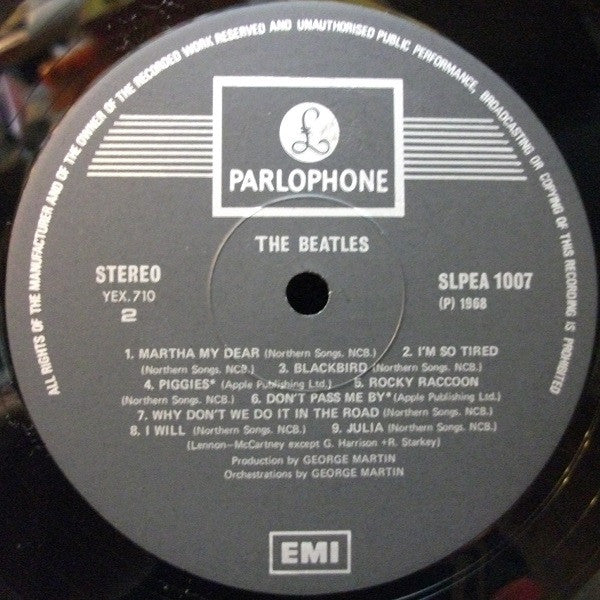 ALL RIGHTS OF THE MANUFACTURER AND OF THE OWNER OF THE RECORDED WORK RESERVED AND UNAUTHORISED PUBLIC PERFORMANCE, BROADCASTING OR COPYING OF THIS RECORDING IS PROHIBITED
£
PARLOPHONE
THE BEATLES
STEREO
YEX. 710
2
SLPEA 1007
(P) 1968
1. MARTHA MY DEAR (Northern Songs. NCB.) 2. I'M SO TIRED
(Northern Songs. NCB.) 3. BLACKBIRD (Northern Songs. NCB.)
4. PIGGIES* (Apple Publishing Ltd.) 5. ROCKY RACCOON
(Northern Songs. NCB.) 6. DON'T PASS ME BY* (Apple Publishing Ltd.)
7. WHY DON'T WE DO IT IN THE ROAD (Northern Songs. NCB.)
8. I WILL (Northern Songs. NCB.) 9. JULIA (Northern Songs. NCB.)
(Lennon—McCartney except G. Harrison +R. Starkey)
Production by GEORGE MARTIN
Orchestrations by GEORGE MARTIN
EMI